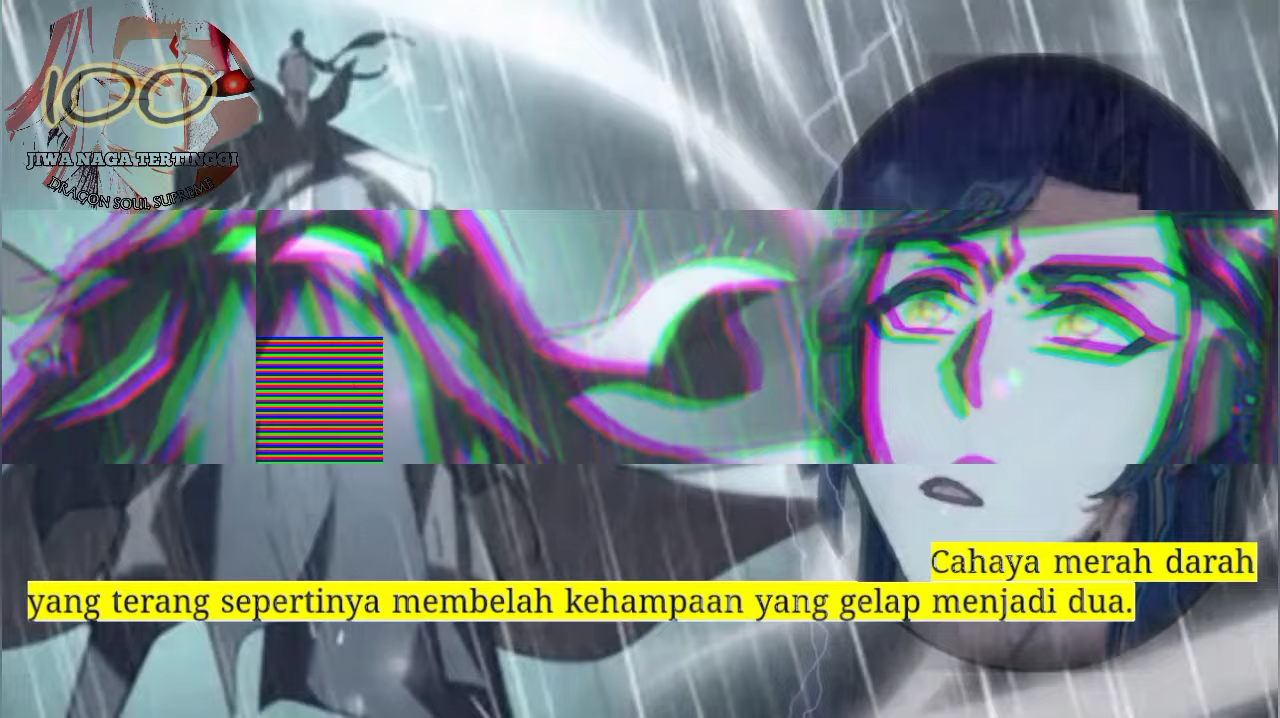 100
JIWA NAGA TERTINGGI
DRAGON SOUL SUPREME
Cahaya merah darah
yang terang sepertinya membelah kehampaan yang gelap menjadi dua.